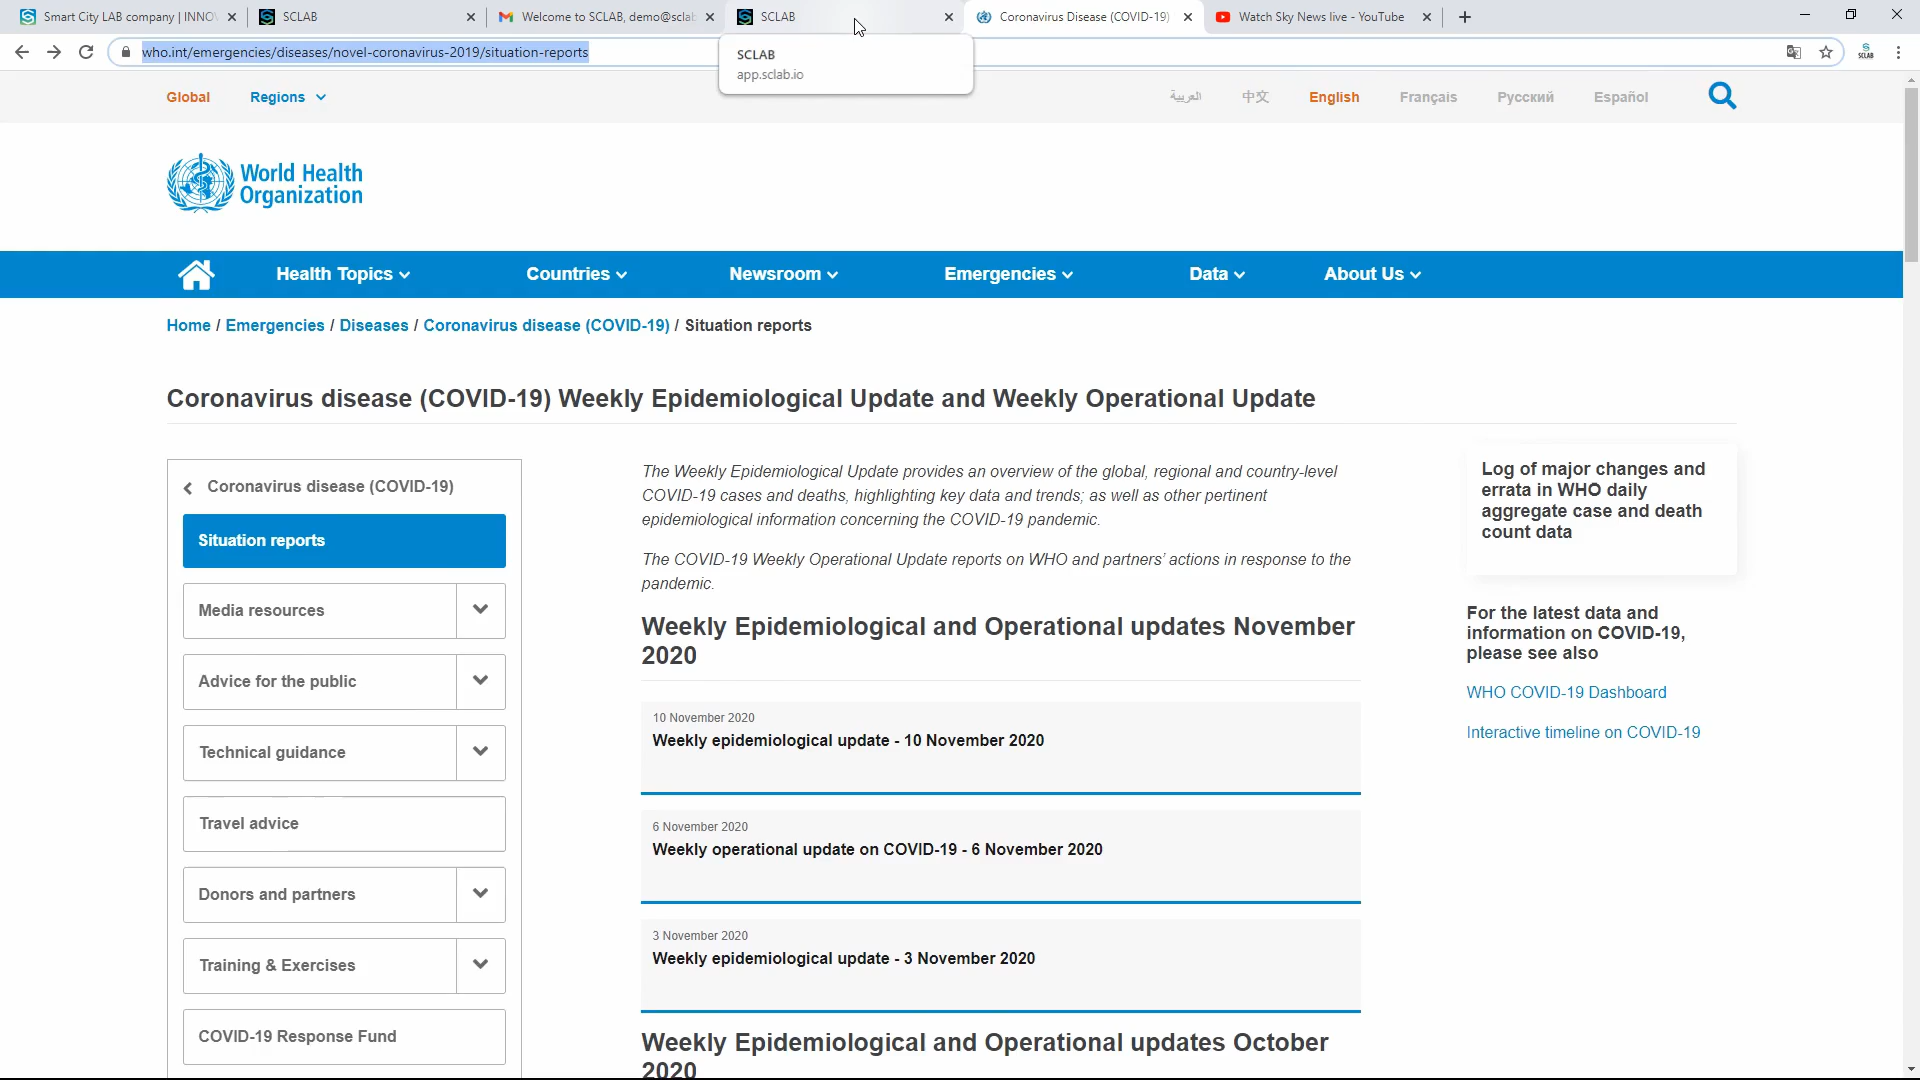 Smart City LAB company | INNOV
SCLAB
Welcome to SCLAB, demo@sclab
SCLAB
Coronavirus Disease (COVID-19)
Watch Sky News live - YouTube
who.int/emergencies/diseases/novel-coronavirus-2019/situation-reports
SCLAB
SCLAB
app.sclab.io
Global
Regions
العربية
中文
English
Français
Русский
Español
World Health
Organization
Health Topics
Countries
Newsroom
Emergencies
Data
About Us
Home / Emergencies / Diseases / Coronavirus disease (COVID-19) / Situation reports
Coronavirus disease (COVID-19) Weekly Epidemiological Update and Weekly Operational Update
Coronavirus disease (COVID-19)
Situation reports
Media resources
Advice for the public
Technical guidance
Travel advice
Donors and partners
Training & Exercises
COVID-19 Response Fund
The Weekly Epidemiological Update provides an overview of the global, regional and country-level
COVID-19 cases and deaths, highlighting key data and trends; as well as other pertinent
epidemiological information concerning the COVID-19 pandemic.
The COVID-19 Weekly Operational Update reports on WHO and partners' actions in response to the
pandemic.
Weekly Epidemiological and Operational updates November
2020
10 November 2020
Weekly epidemiological update - 10 November 2020
6 November 2020
Weekly operational update on COVID-19 - 6 November 2020
3 November 2020
Weekly epidemiological update - 3 November 2020
Weekly Epidemiological and Operational updates October
2020
Log of major changes and
errata in WHO daily
aggregate case and death
count data
For the latest data and
information on COVID-19,
please see also
WHO COVID-19 Dashboard
Interactive timeline on COVID-19